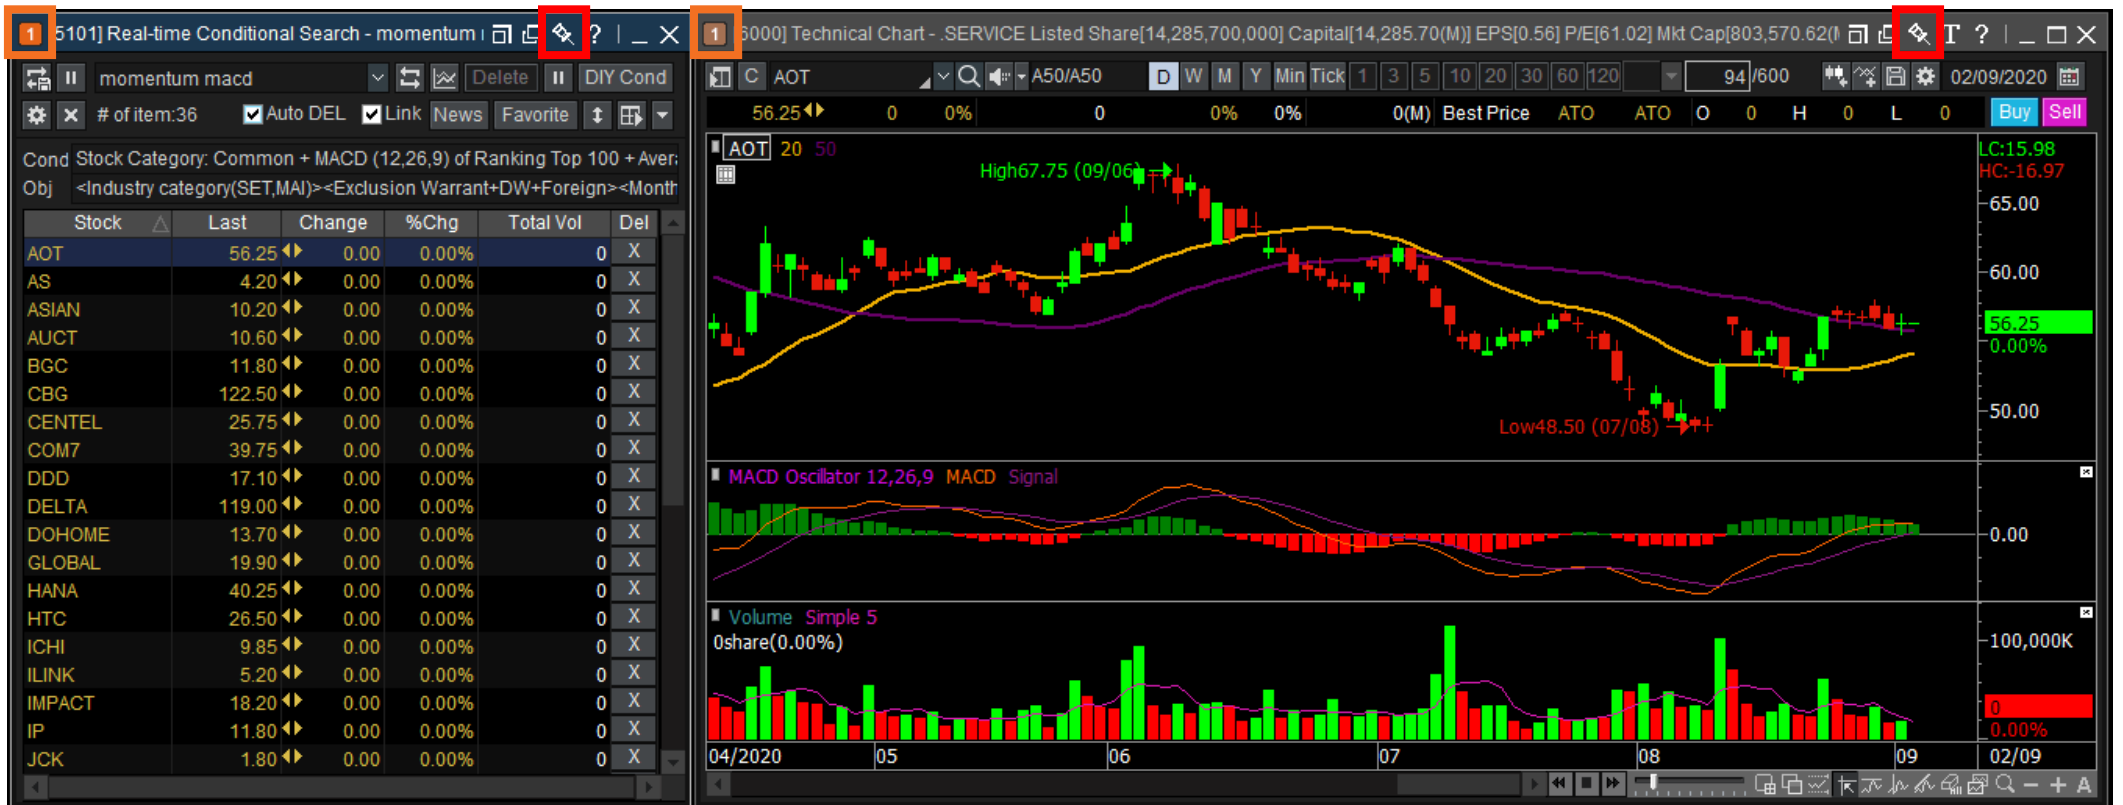 1 5101] Real-time Conditional Search - momentum ?
momentum macd Delete DIY Cond
# of item:36 Auto DEL Link News Favorite
Cond Stock Category: Common + MACD (12,26,9) of Ranking Top 100 + Aver
Obj <Industry category(SET,MAI)><Exclusion Warrant+DW+Foreign><Month
Stock Last Change %Chg Total Vol Del
AOT 56.25 0.00 0.00% 0 X
AS 4.20 0.00 0.00% 0 X
ASIAN 10.20 0.00 0.00% 0 X
AUCT 10.60 0.00 0.00% 0 X
BGC 11.80 0.00 0.00% 0 X
CBG 122.50 0.00 0.00% 0 X
CENTEL 25.75 0.00 0.00% 0 X
COM7 39.75 0.00 0.00% 0 X
DDD 17.10 0.00 0.00% 0 X
DELTA 119.00 0.00 0.00% 0 X
DOHOME 13.70 0.00 0.00% 0 X
GLOBAL 19.90 0.00 0.00% 0 X
HANA 40.25 0.00 0.00% 0 X
HTC 26.50 0.00 0.00% 0 X
ICHI 9.85 0.00 0.00% 0 X
ILINK 5.20 0.00 0.00% 0 X
IMPACT 18.20 0.00 0.00% 0 X
IP 11.80 0.00 0.00% 0 X
JCK 1.80 0.00 0.00% 0 X
1 6000] Technical Chart - .SERVICE Listed Share[14,285,700,000] Capital[14,285.70(M)] EPS[0.56] P/E[61.02] Mkt Cap[803,570.62(M T ?
C AOT A50/A50 D W M Y Min Tick 1 3 5 10 20 30 60 120 94 /600 02/09/2020
56.25 0 0% 0 0% 0% 0(M) Best Price ATO ATO O 0 H 0 L 0 Buy Sell
AOT 20 50
High67.75 (09/06)
Low48.50 (07/08)
LC:15.98
HC:-16.97
65.00
60.00
56.25
0.00%
50.00
MACD Oscillator 12,26,9 MACD Signal
0.00
Volume Simple 5
0share(0.00%)
100,000K
0
0.00%
04/2020 05 06 07 08 09 02/09
A